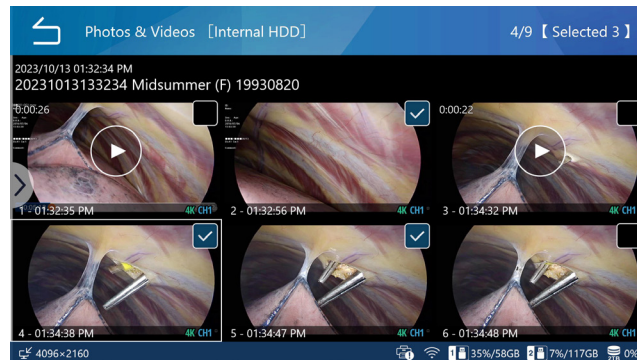 Photos & Videos [Internal HDD]
4/9【 Selected 3 】
2023/10/13 01:32:34 PM
20231013133234 Midsummer (F) 19930820
0:00:26
0:00:22
1 - 01:32:35 PM 4K CH1
2 - 01:32:56 PM 4K CH1
3 - 01:34:32 PM 4K CH1
4 - 01:34:38 PM 4K CH1
5 - 01:34:47 PM 4K CH1
6 - 01:34:48 PM 4K CH1
4096×2160
1 35%/58GB 2 7%/117GB 0%